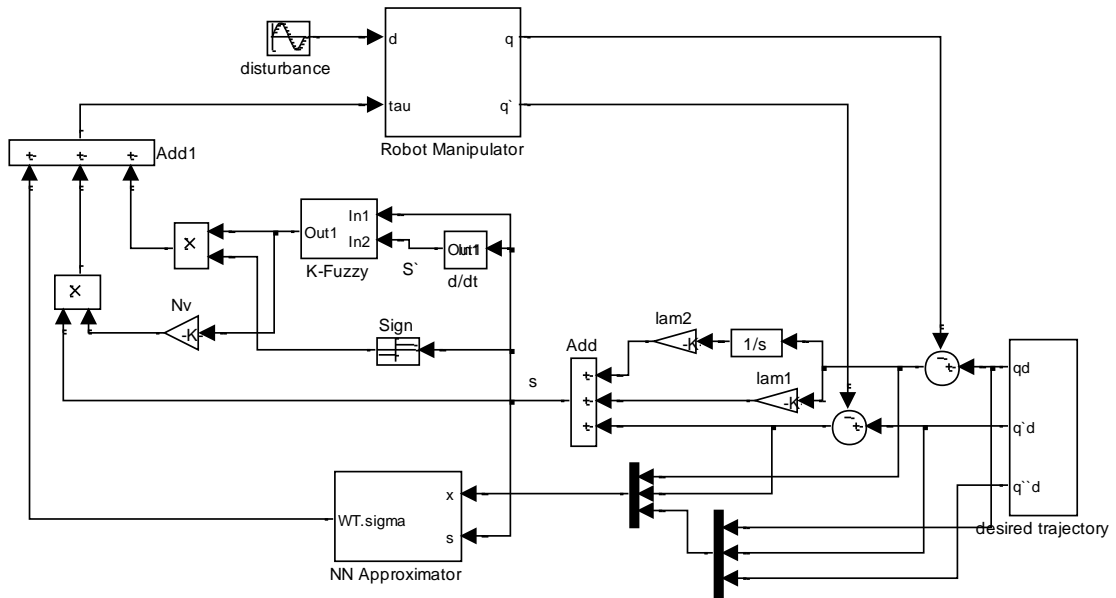 d
q
disturbance
tau
q`
Robot Manipulator
+
+
+
Add1
In1
Out1
In2
K-Fuzzy
S`
d/dt
X
X
Nv
-K-
Sign
lam2
-K-
1/s
Add
+
+
+
s
lam1
-K-
−
+
−
+
qd
q`d
q``d
desired trajectory
x
WT.sigma
s
NN Approximator